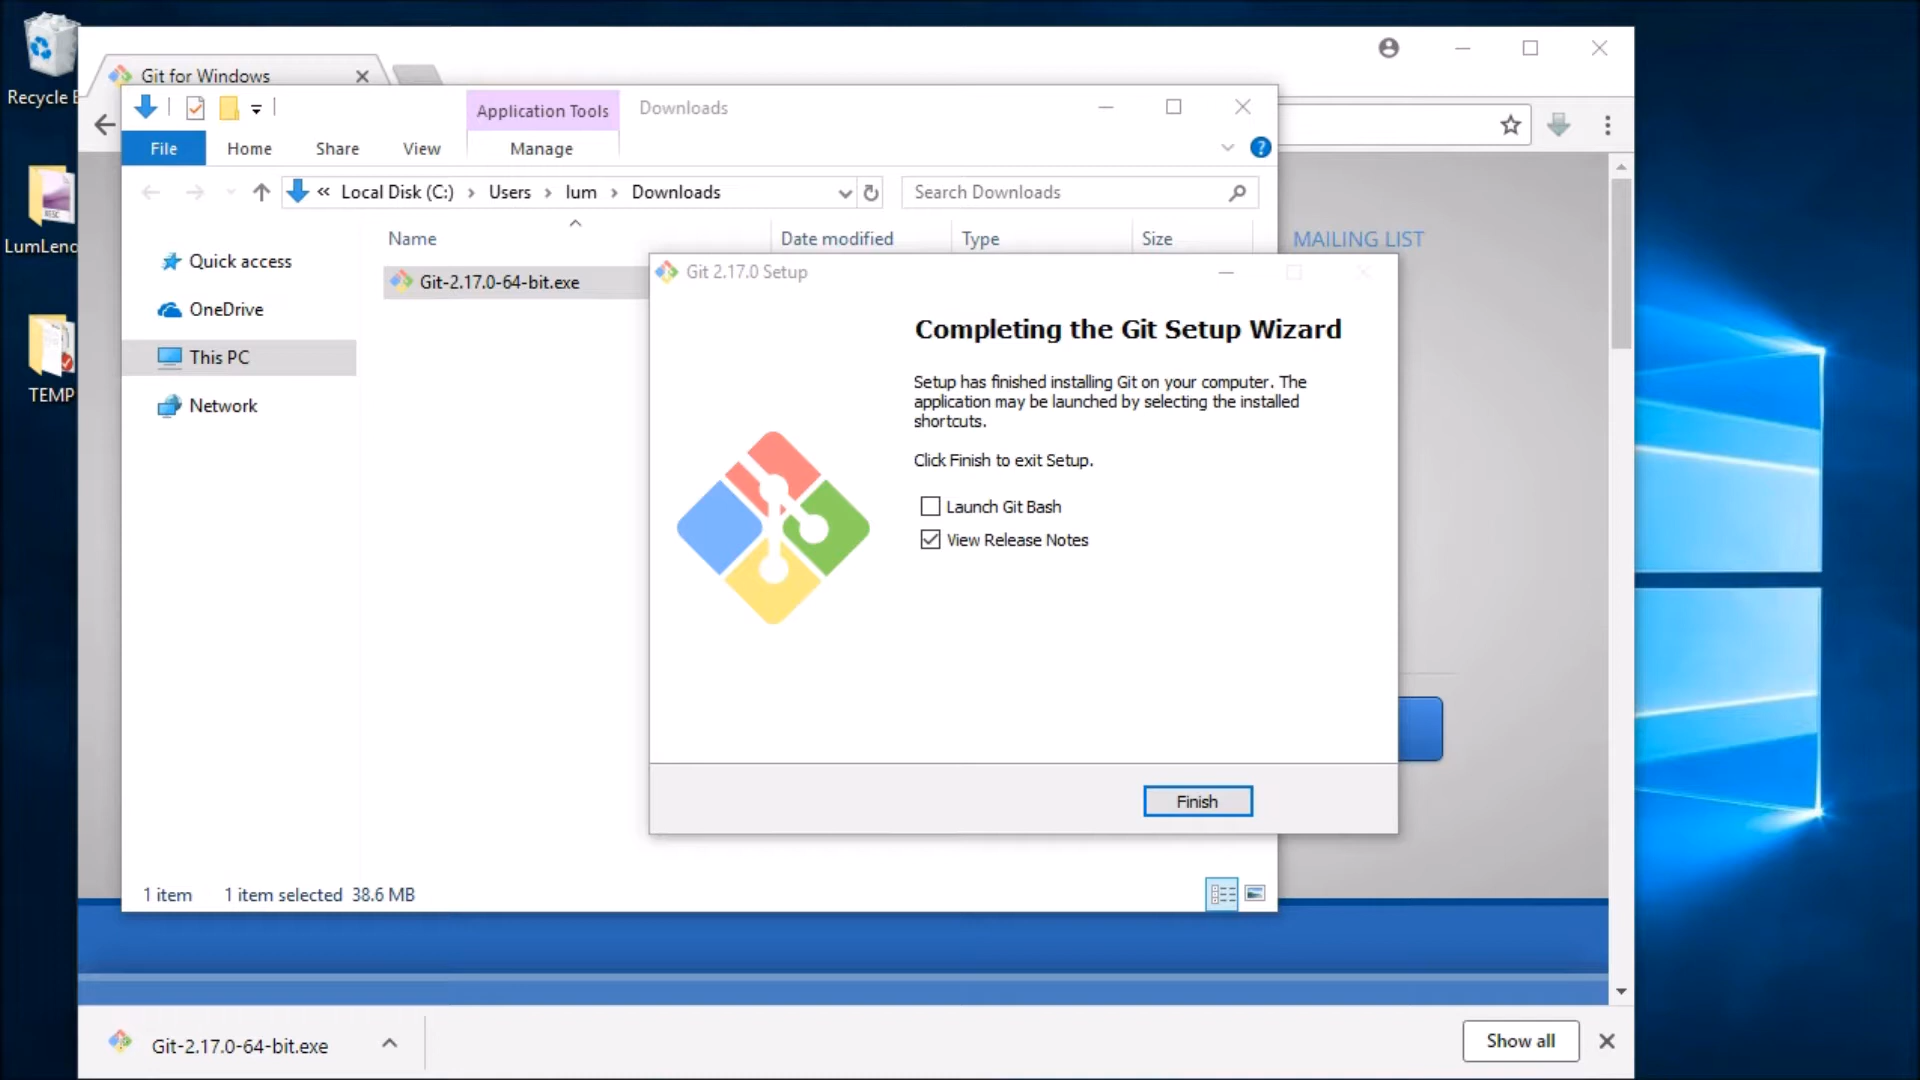 Recycle B
LumLend
TEMP
Git for Windows
Application Tools
Downloads
File
Home
Share
View
Manage
« Local Disk (C:) › Users › lum › Downloads
Search Downloads
Quick access
OneDrive
This PC
Network
Name
Date modified
Type
Size
Git-2.17.0-64-bit.exe
1 item
1 item selected 38.6 MB
MAILING LIST
Git 2.17.0 Setup
Completing the Git Setup Wizard
Setup has finished installing Git on your computer. The
application may be launched by selecting the installed
shortcuts.
Click Finish to exit Setup.
Launch Git Bash
View Release Notes
Finish
Git-2.17.0-64-bit.exe
Show all